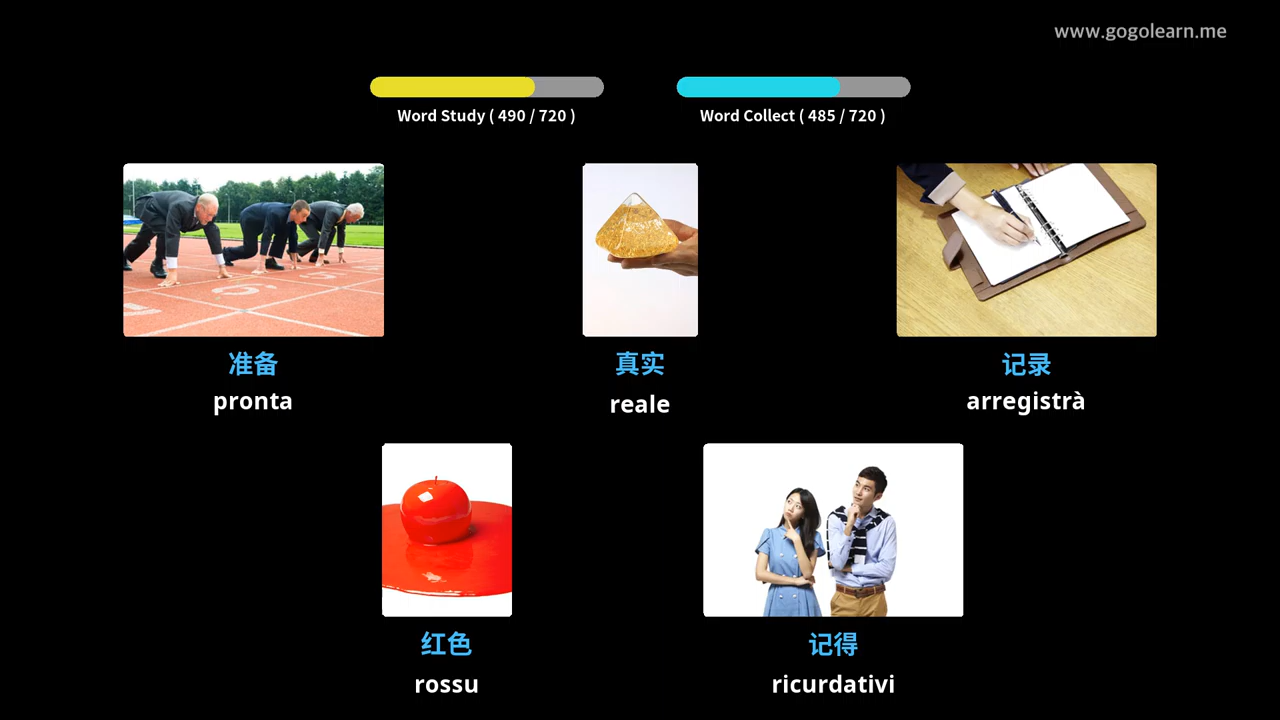 www.gogolearn.me
Word Study ( 490 / 720 )
Word Collect ( 485 / 720 )
准备
pronta
真实
reale
记录
arregistrà
红色
rossu
记得
ricurdativi